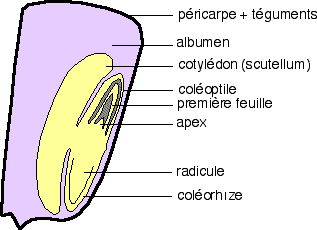 péricarpe + téguments
albumen
cotylédon (scutellum)
coléoptile
première feuille
apex
radicule
coléorhize